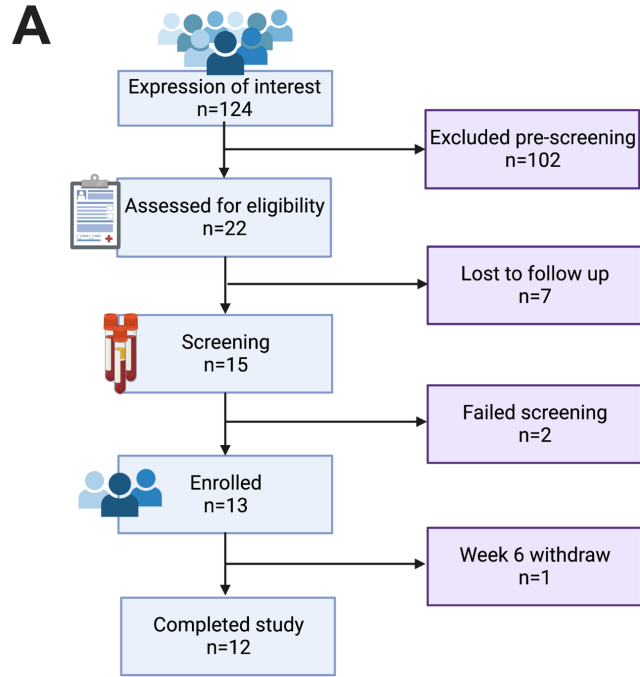 A
Expression of interest
n=124
Excluded pre-screening
n=102
Assessed for eligibility
n=22
Lost to follow up
n=7
Screening
n=15
Failed screening
n=2
Enrolled
n=13
Week 6 withdraw
n=1
Completed study
n=12